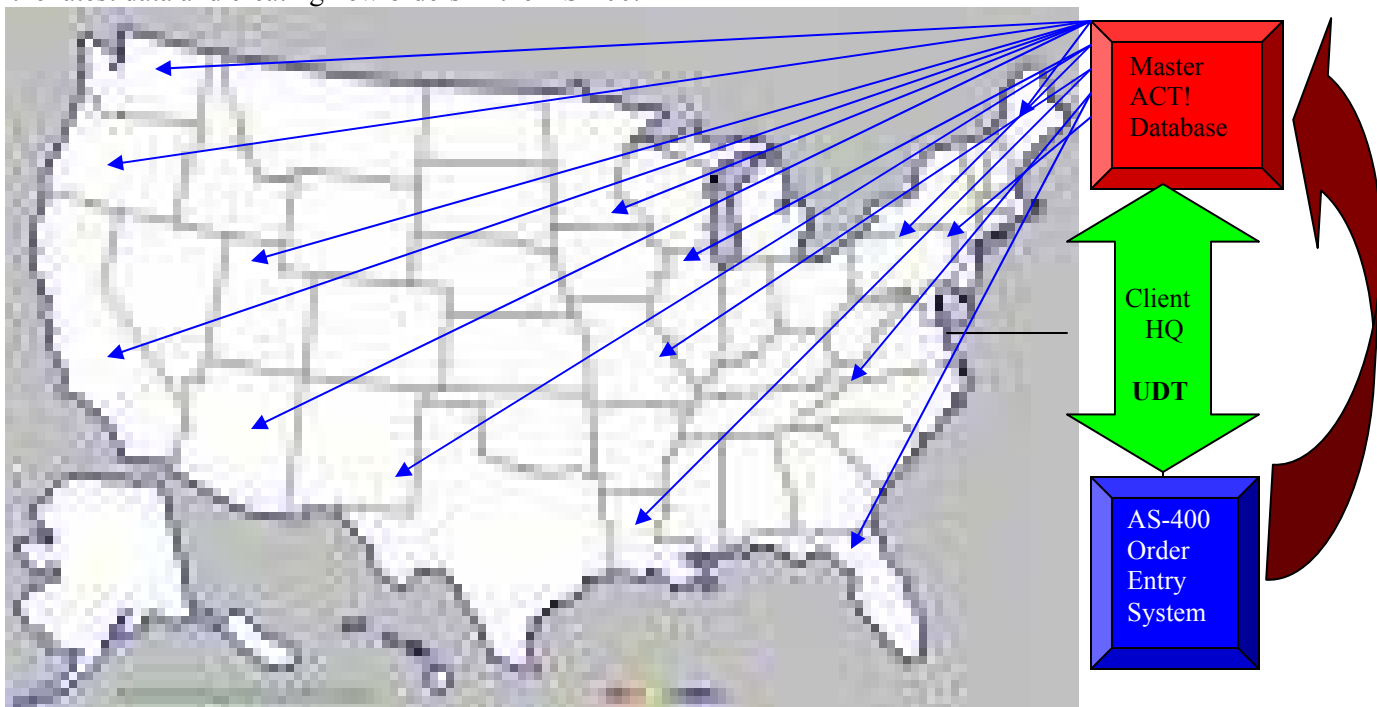 Master
ACT!
Database
Client
HQ
UDT
AS-400
Order
Entry
System